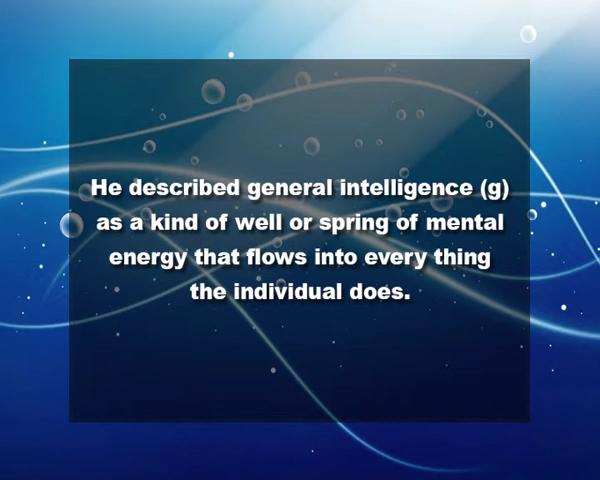 He described general intelligence (g)
as a kind of well or spring of mental
energy that flows into every thing
the individual does.